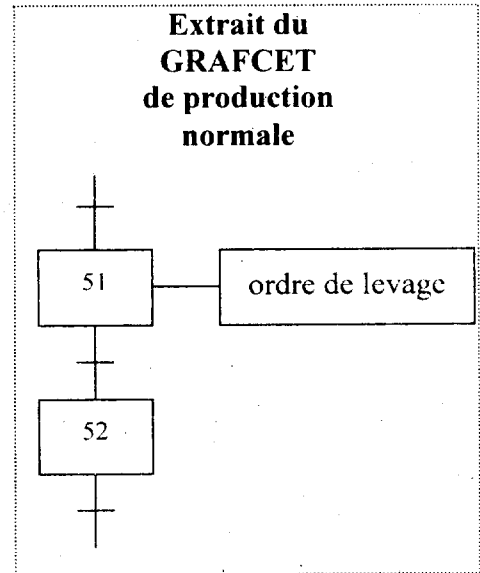 Extrait du
GRAFCET
de production
normale
51
ordre de levage
52